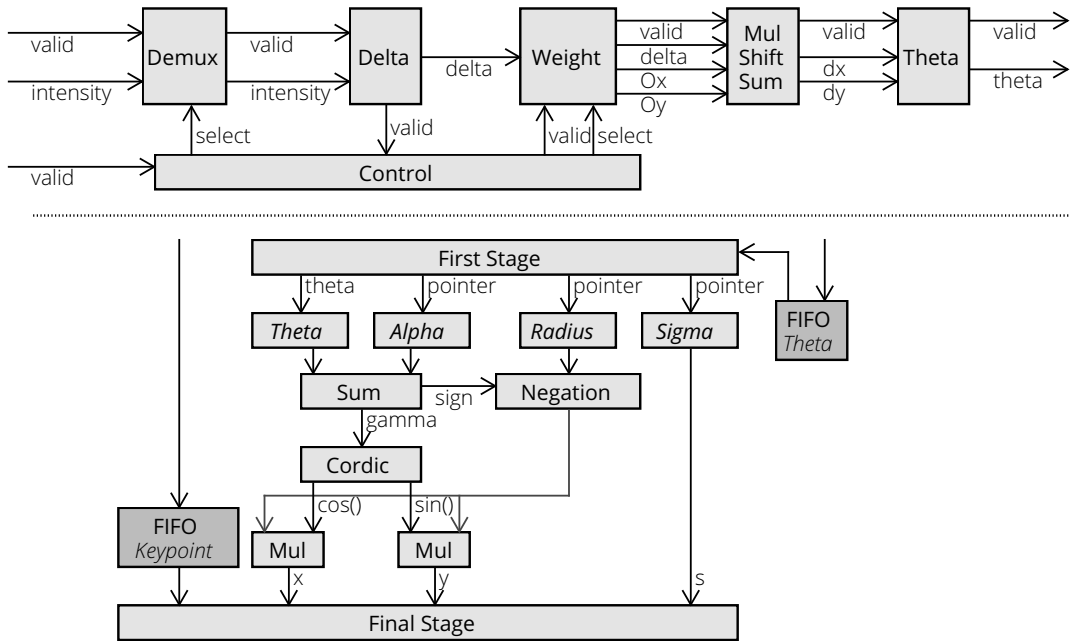 valid
intensity
valid
Demux
valid
intensity
Delta
delta
Weight
valid
delta
Ox
Oy
Mul
Shift
Sum
valid
dx
dy
Theta
valid
theta
select
valid
valid
select
Control
First Stage
theta
pointer
pointer
pointer
Theta
Alpha
Radius
Sigma
FIFO
Theta
Sum
sign
Negation
gamma
Cordic
cos()
sin()
FIFO
Keypoint
Mul
Mul
x
y
s
Final Stage